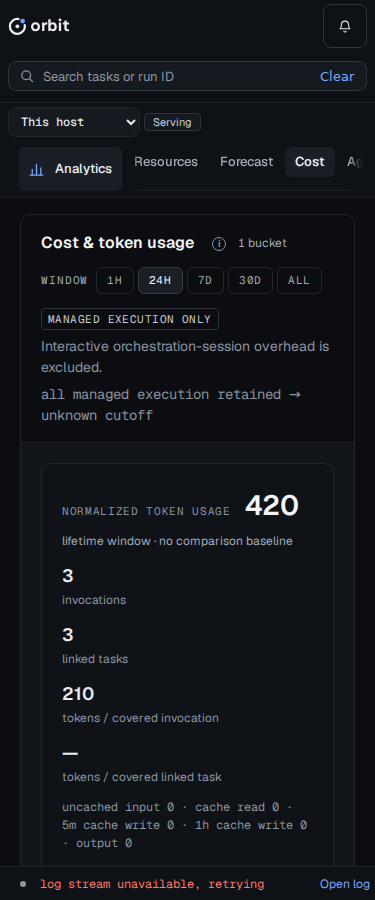 orbit
Search tasks or run ID Clear
This host Serving
Analytics Resources Forecast Cost Ag
Cost & token usage 1 bucket
WINDOW 1H 24H 7D 30D ALL
MANAGED EXECUTION ONLY
Interactive orchestration-session overhead is
excluded.
all managed execution retained →
unknown cutoff
NORMALIZED TOKEN USAGE 420
lifetime window · no comparison baseline
3
invocations
3
linked tasks
210
tokens / covered invocation
—
tokens / covered linked task
uncached input 0 · cache read 0 ·
5m cache write 0 · 1h cache write 0
· output 0
log stream unavailable, retrying Open log